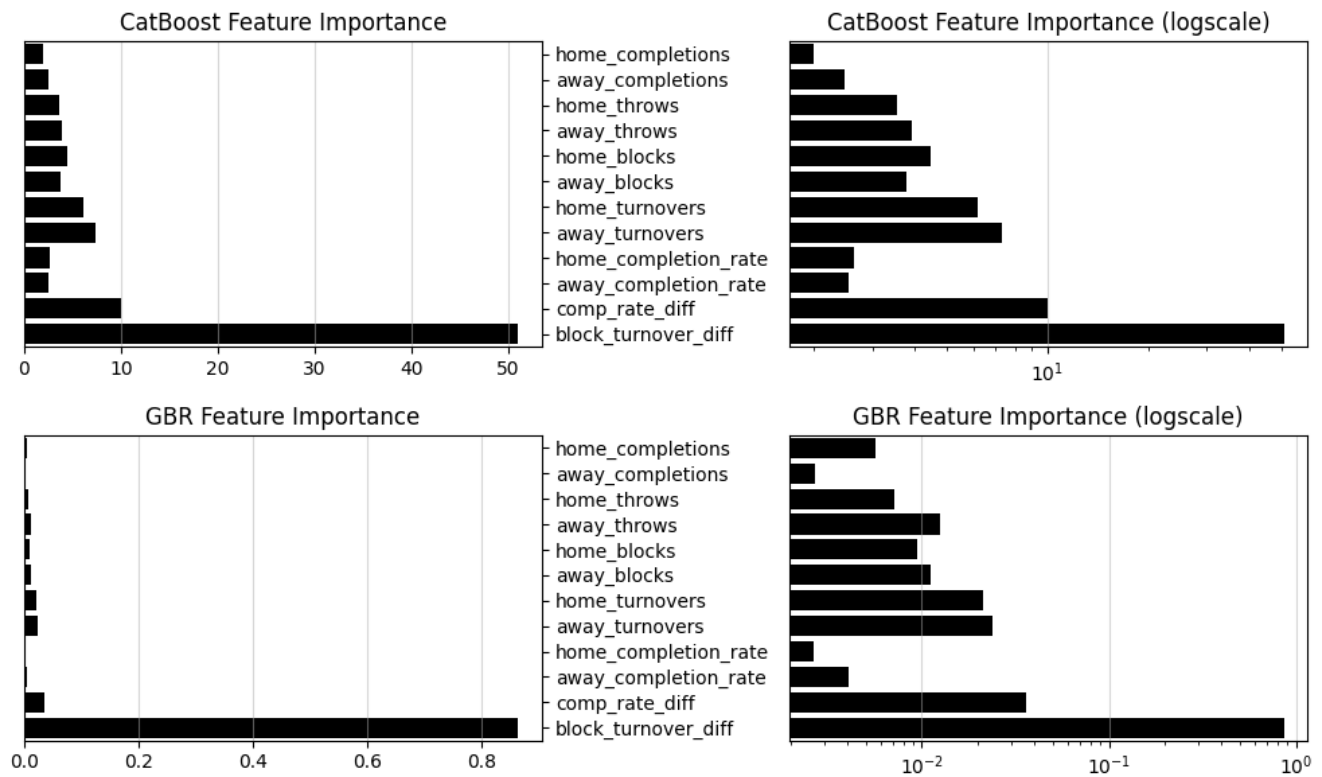 CatBoost Feature Importance
CatBoost Feature Importance (logscale)
home_completions
away_completions
home_throws
away_throws
home_blocks
away_blocks
home_turnovers
away_turnovers
home_completion_rate
away_completion_rate
comp_rate_diff
block_turnover_diff
0 10 20 30 40 50
10¹
GBR Feature Importance
GBR Feature Importance (logscale)
home_completions
away_completions
home_throws
away_throws
home_blocks
away_blocks
home_turnovers
away_turnovers
home_completion_rate
away_completion_rate
comp_rate_diff
block_turnover_diff
0.0 0.2 0.4 0.6 0.8
10⁻² 10⁻¹ 10⁰